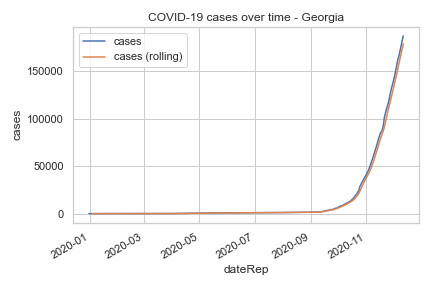 COVID-19 cases over time - Georgia
cases
cases (rolling)
150000
100000
50000
0
cases
2020-01
2020-03
2020-05
2020-07
2020-09
2020-11
dateRep